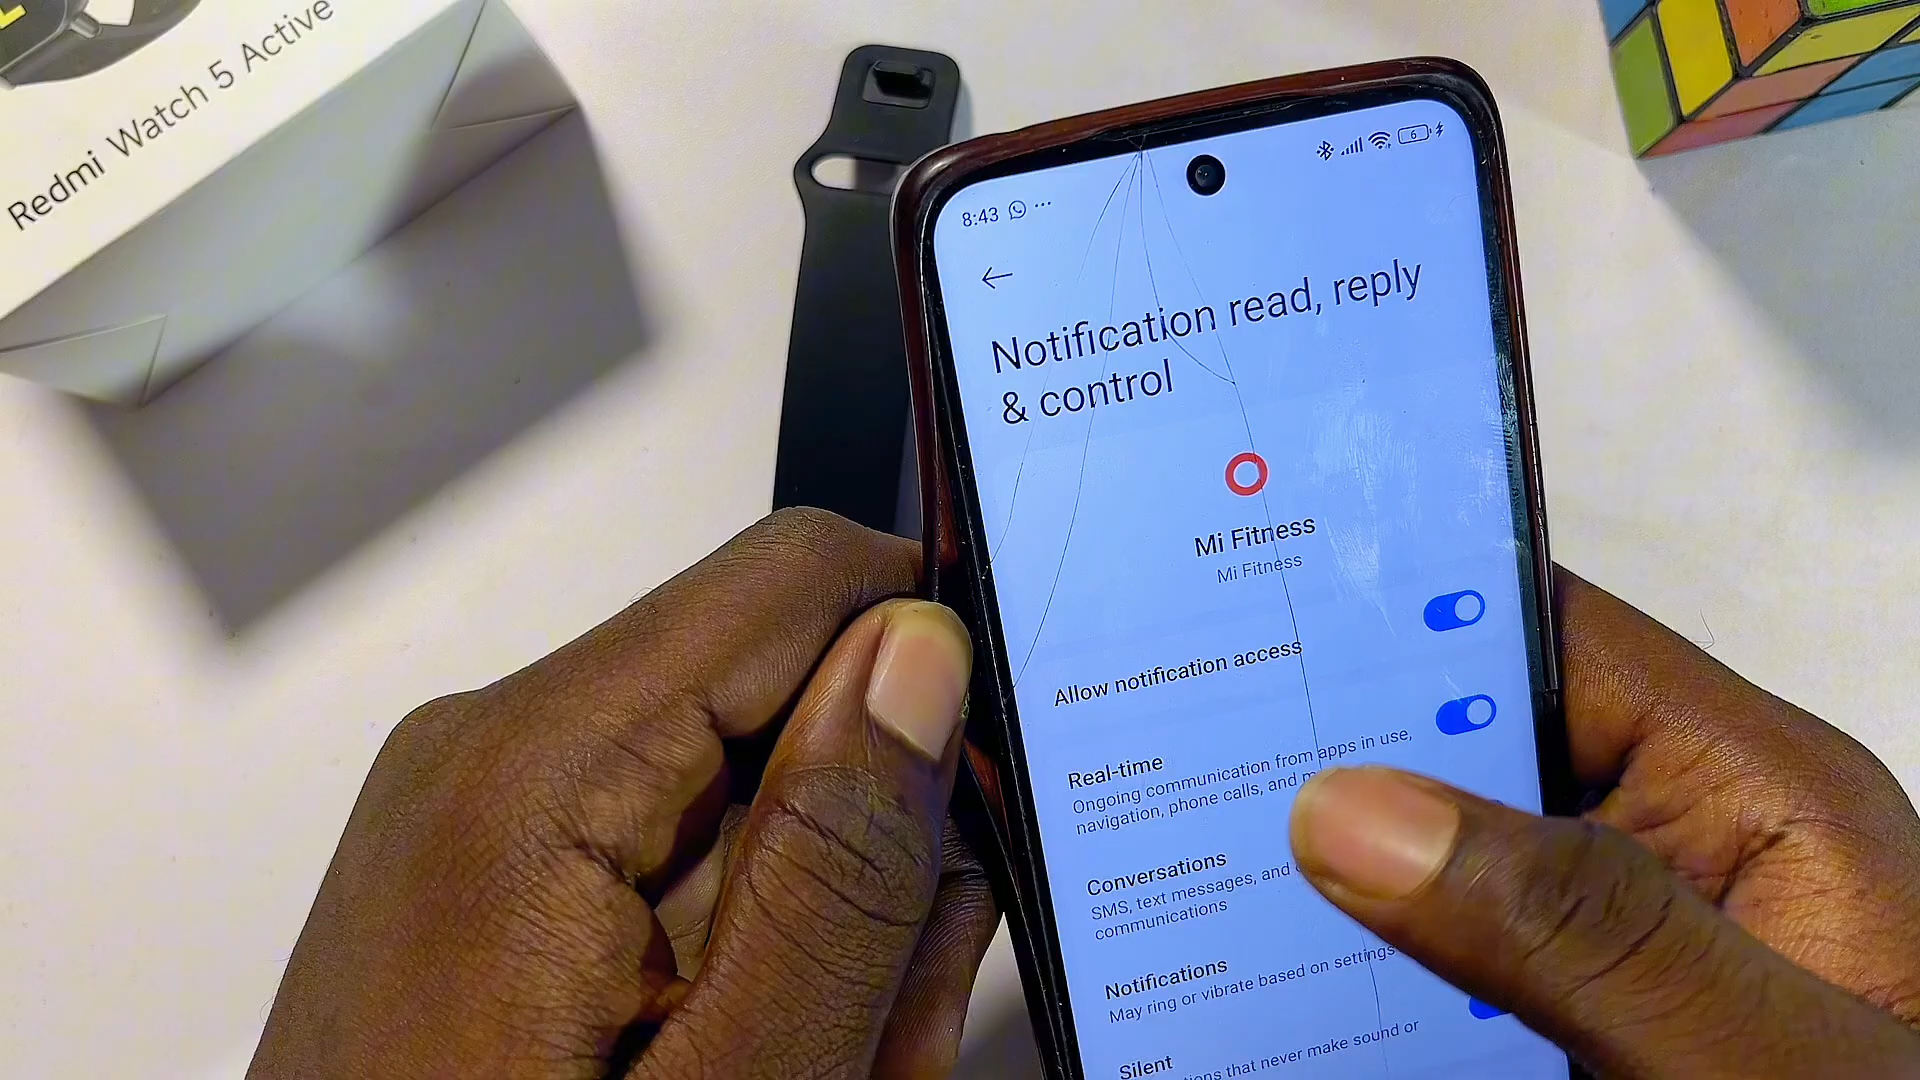 Redmi Watch 5 Active
8:43
6
Notification read, reply
& control
Mi Fitness
Mi Fitness
Allow notification access
Real-time
Ongoing communication from apps in use,
navigation, phone calls, and
Conversations
SMS, text messages, and
communications
Notifications
May ring or vibrate based on settings
Silent
that never make sound or